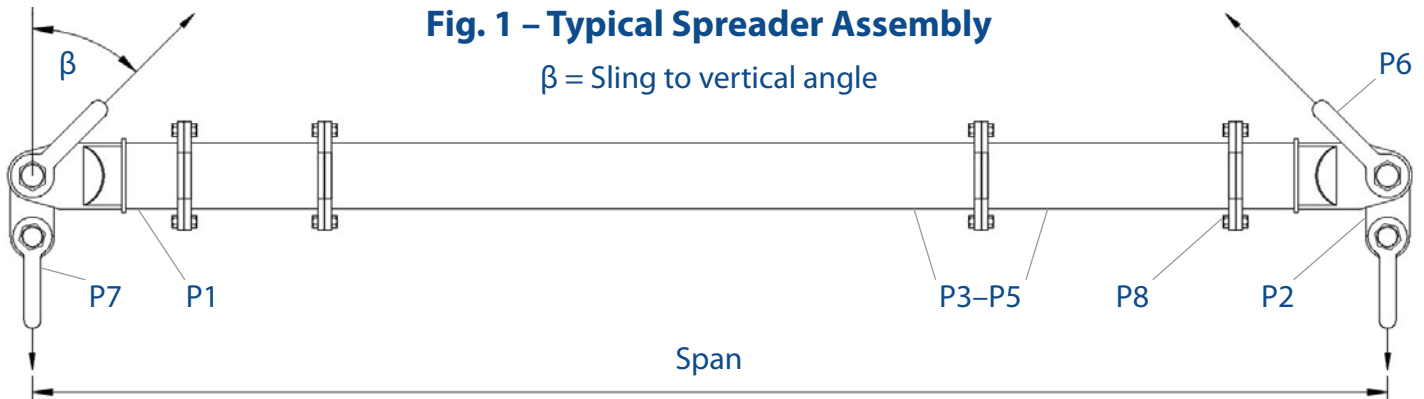 Fig. 1 – Typical Spreader Assembly
β
β = Sling to vertical angle
P6
P7
P1
P3–P5
P8
P2
Span